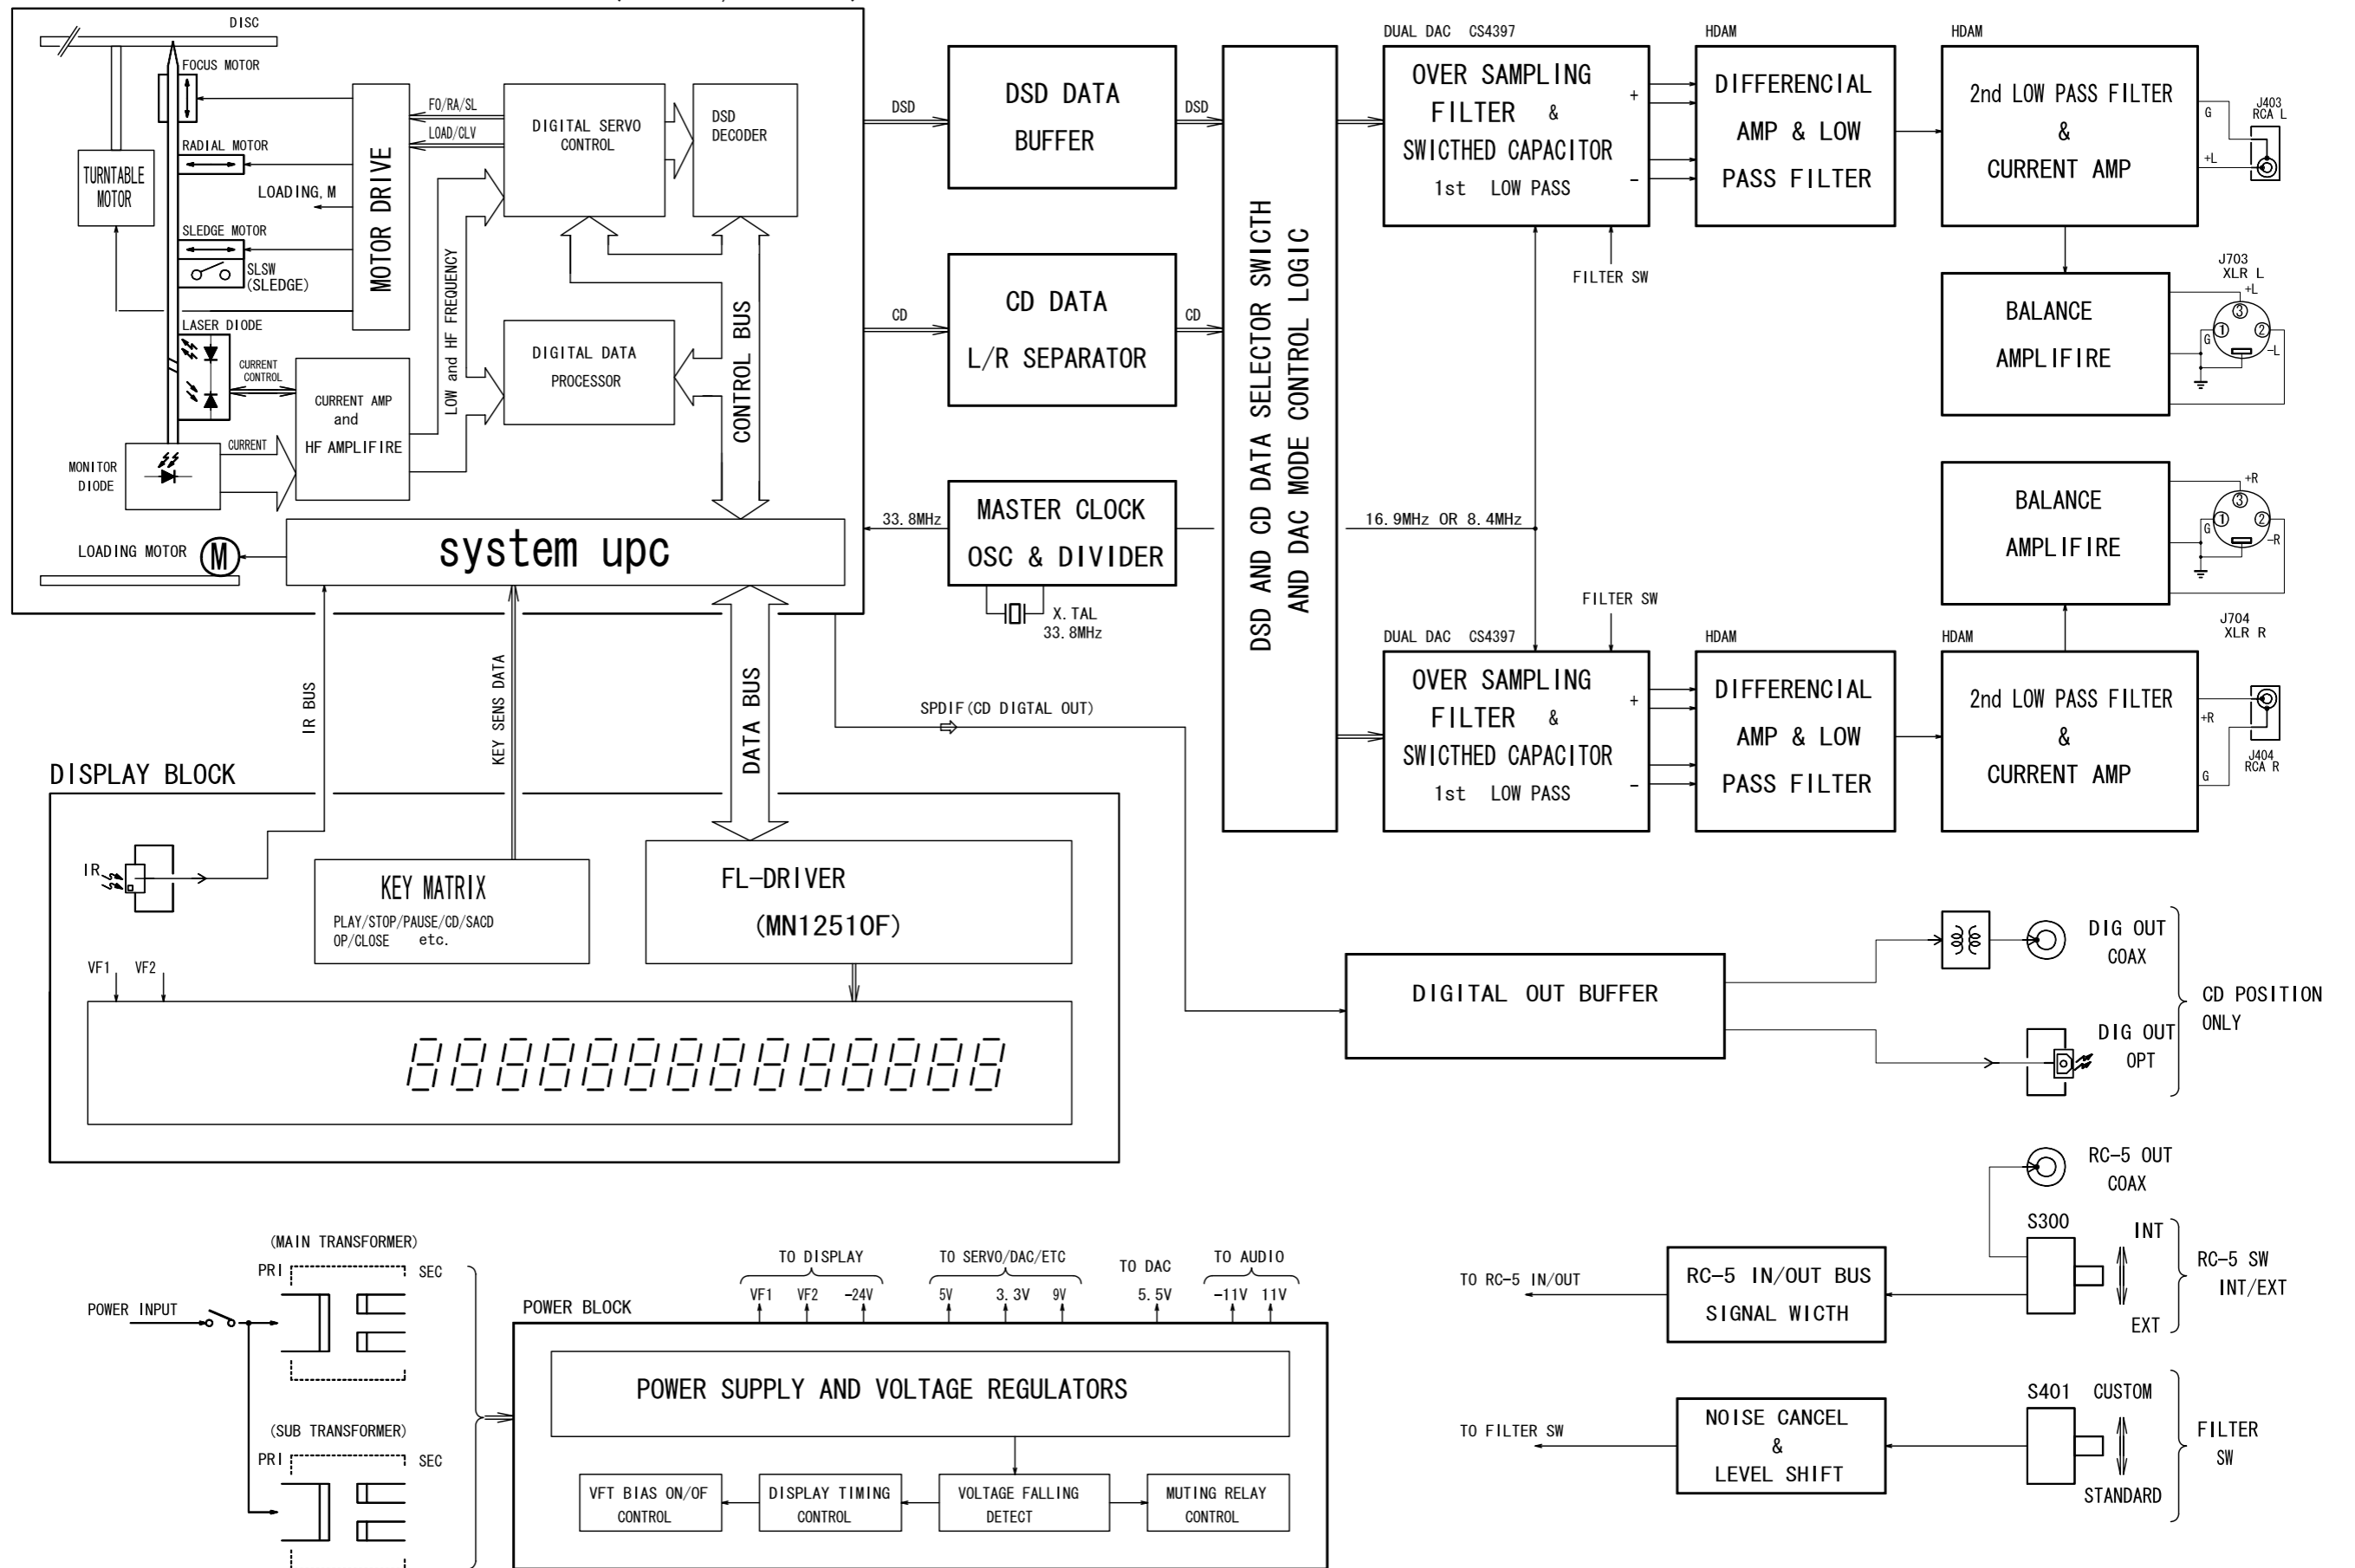 DISC
FOCUS MOTOR
RADIAL MOTOR
TURNTABLE
MOTOR
LOADING, M
SLEDGE MOTOR
SLSW
(SLEDGE)
MOTOR DRIVE
FO/RA/SL
LOAD/CLV
DIGITAL SERVO
CONTROL
DSD
DECODER
LASER DIODE
CURRENT
CONTROL
CURRENT AMP
and
HF AMPLIFIRE
LOW and HF FREQUENCY
DIGITAL DATA
PROCESSOR
CONTROL BUS
CURRENT
MONITOR
DIODE
LOADING MOTOR
M
system upc
DSD
DSD DATA
BUFFER
DSD
CD
CD DATA
L/R SEPARATOR
CD
33.8MHz
MASTER CLOCK
OSC & DIVIDER
X.TAL
33.8MHz
DSD AND CD DATA SELECTOR SWICTH
AND DAC MODE CONTROL LOGIC
16.9MHz OR 8.4MHz
DUAL DAC CS4397
OVER SAMPLING
FILTER &
SWICTHED CAPACITOR
1st LOW PASS
+
-
FILTER SW
HDAM
DIFFERENCIAL
AMP & LOW
PASS FILTER
HDAM
2nd LOW PASS FILTER
&
CURRENT AMP
J403
RCA L
G
+L
BALANCE
AMPLIFIRE
J703
XLR L
+L
3
1
2
G
-L
BALANCE
AMPLIFIRE
+R
3
1
2
G
-R
J704
XLR R
FILTER SW
DUAL DAC CS4397
OVER SAMPLING
FILTER &
SWICTHED CAPACITOR
1st LOW PASS
+
-
HDAM
DIFFERENCIAL
AMP & LOW
PASS FILTER
HDAM
2nd LOW PASS FILTER
&
CURRENT AMP
+R
G
J404
RCA R
IR BUS
KEY SENS DATA
DATA BUS
SPDIF(CD DIGTAL OUT)
DISPLAY BLOCK
IR
KEY MATRIX
PLAY/STOP/PAUSE/CD/SACD
OP/CLOSE etc.
FL-DRIVER
(MN12510F)
VF1 VF2
88888888888888
DIGITAL OUT BUFFER
DIG OUT
COAX
DIG OUT
OPT
CD POSITION
ONLY
RC-5 OUT
COAX
S300
INT
EXT
RC-5 SW
INT/EXT
RC-5 IN/OUT BUS
SIGNAL WICTH
TO RC-5 IN/OUT
S401 CUSTOM
STANDARD
FILTER
SW
NOISE CANCEL
&
LEVEL SHIFT
TO FILTER SW
(MAIN TRANSFORMER)
PRI
SEC
POWER INPUT
(SUB TRANSFORMER)
PRI
SEC
POWER BLOCK
TO DISPLAY
VF1 VF2 -24V
TO SERVO/DAC/ETC
5V 3.3V 9V
TO DAC
5.5V
TO AUDIO
-11V 11V
POWER SUPPLY AND VOLTAGE REGULATORS
VFT BIAS ON/OF
CONTROL
DISPLAY TIMING
CONTROL
VOLTAGE FALLING
DETECT
MUTING RELAY
CONTROL